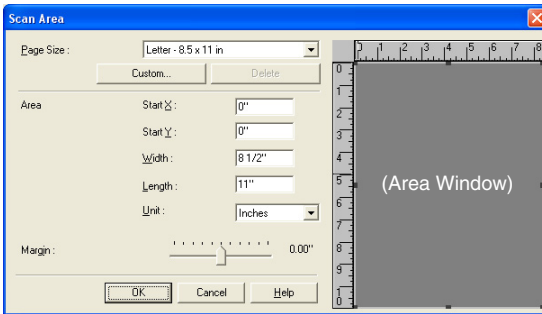 Scan Area
Page Size :
Letter - 8.5 x 11 in
Custom...
Delete
Area
Start X :
0"
Start Y :
0"
Width :
8 1/2"
Length :
11"
Unit :
Inches
Margin :
0.00"
OK
Cancel
Help
0 1 2 3 4 5 6 7 8
0
1
2
3
4
5
6
7
8
9
10
(Area Window)